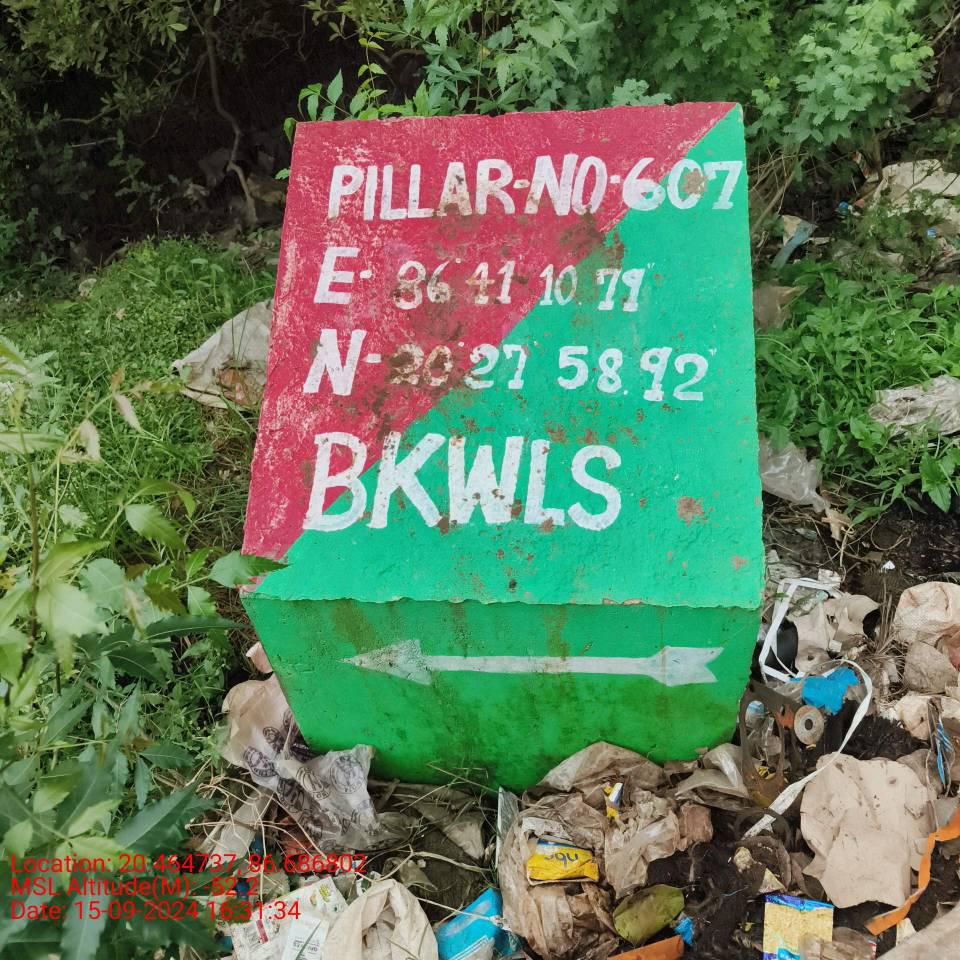 PILLAR-NO-607
E- 86° 41' 10.79"
N- 20° 27' 58.92"
BKWLS
Location: 20.464737, 86.686802
MSL Altitude(M): -52.2
Date: 15-09-2024 16:31:34